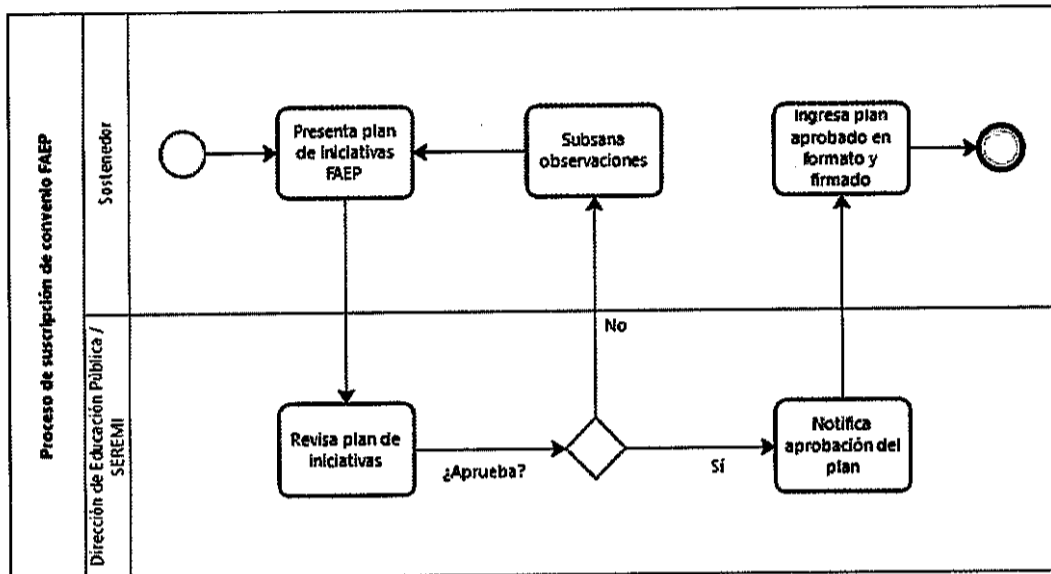 Proceso de suscripción de convenio FAEP
Sostenedor
Presenta plan
de iniciativas
FAEP
Subsana
observaciones
Ingresa plan
aprobado en
formato y
firmado
Dirección de Educación Pública /
SEREMI
Revisa plan de
iniciativas
¿Aprueba?
No
Sí
Notifica
aprobación del
plan